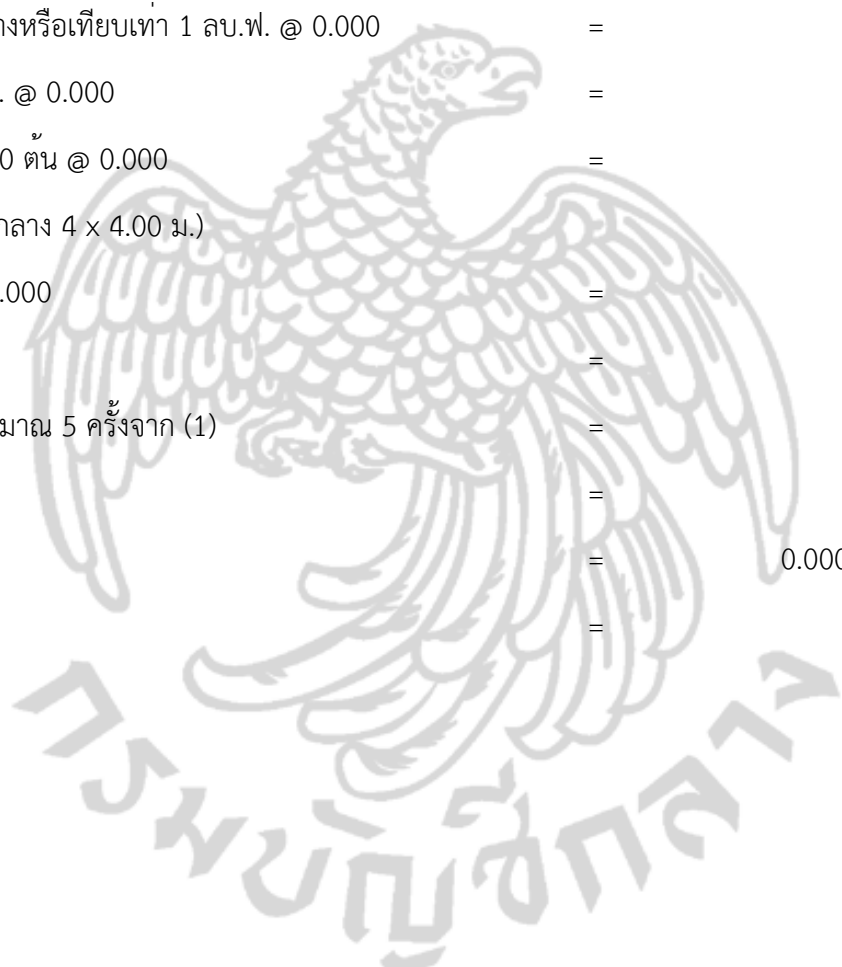 างหรือเทียบเท่า 1 ลบ.ฟ. @ 0.000 =
. @ 0.000 =
0 ต้น @ 0.000 =
กลาง 4 x 4.00 ม.)
.000 =
=
มาณ 5 ครั้งจาก (1) =
=
= 0.000
=
กรมบัญชีกลาง